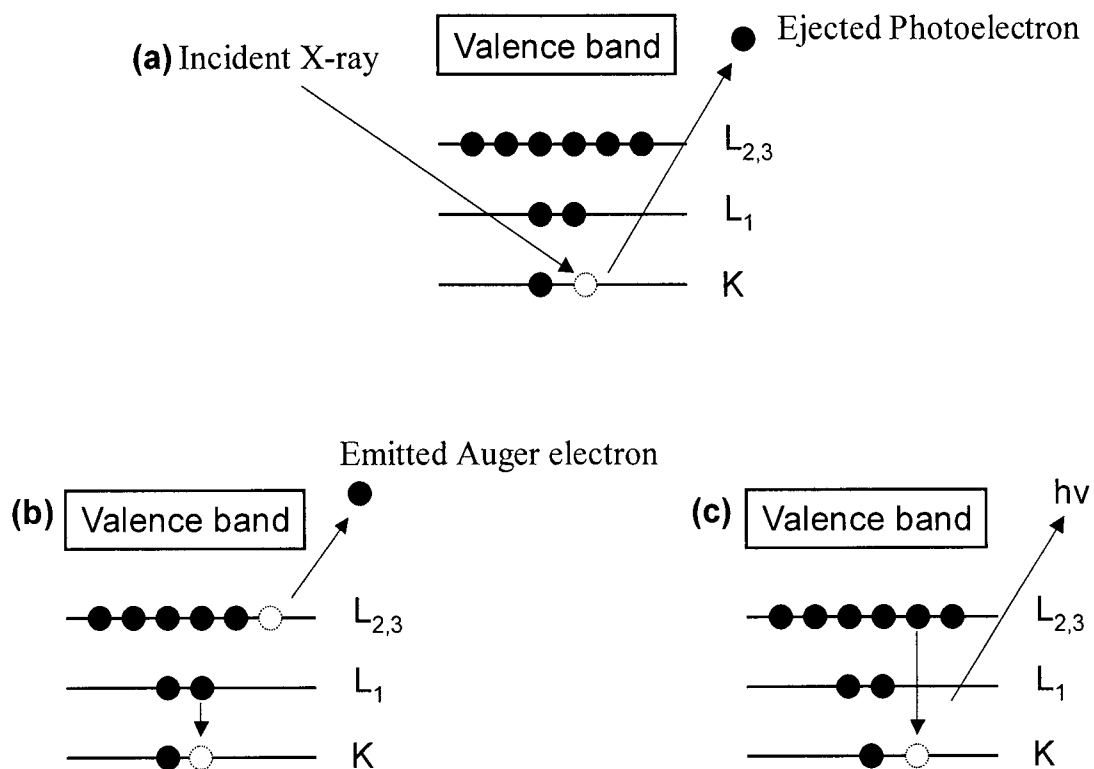 Ejected Photoelectron
Valence band
(a) Incident X-ray
L2,3
L1
K
Emitted Auger electron
(b) Valence band
L2,3
L1
K
hν
(c) Valence band
L2,3
L1
K